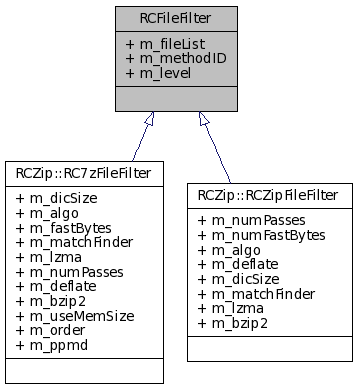 RCFileFilter
+ m_fileList
+ m_methodID
+ m_level
RCZip::RC7zFileFilter
+ m_dicSize
+ m_algo
+ m_fastBytes
+ m_matchFinder
+ m_lzma
+ m_numPasses
+ m_deflate
+ m_bzip2
+ m_useMemSize
+ m_order
+ m_ppmd
RCZip::RCZipFileFilter
+ m_numPasses
+ m_numFastBytes
+ m_algo
+ m_deflate
+ m_dicSize
+ m_matchFinder
+ m_lzma
+ m_bzip2